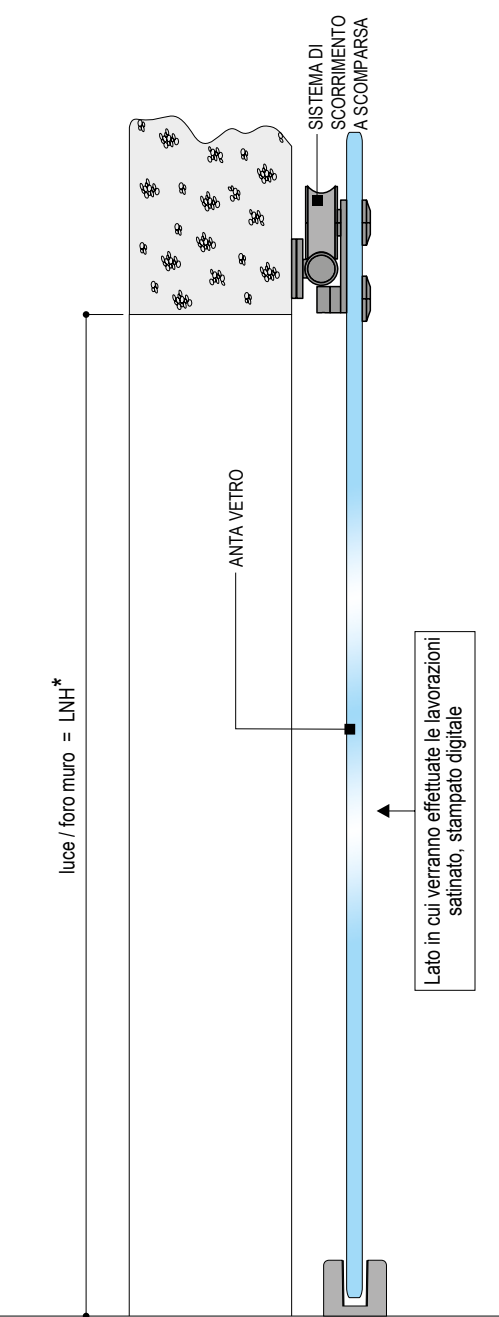 SISTEMA DI
SCORRIMENTO
A SCOMPARSA
ANTA VETRO
luce / foro muro = LNH*
Lato in cui verranno effettuate le lavorazioni
satinato, stampato digitale